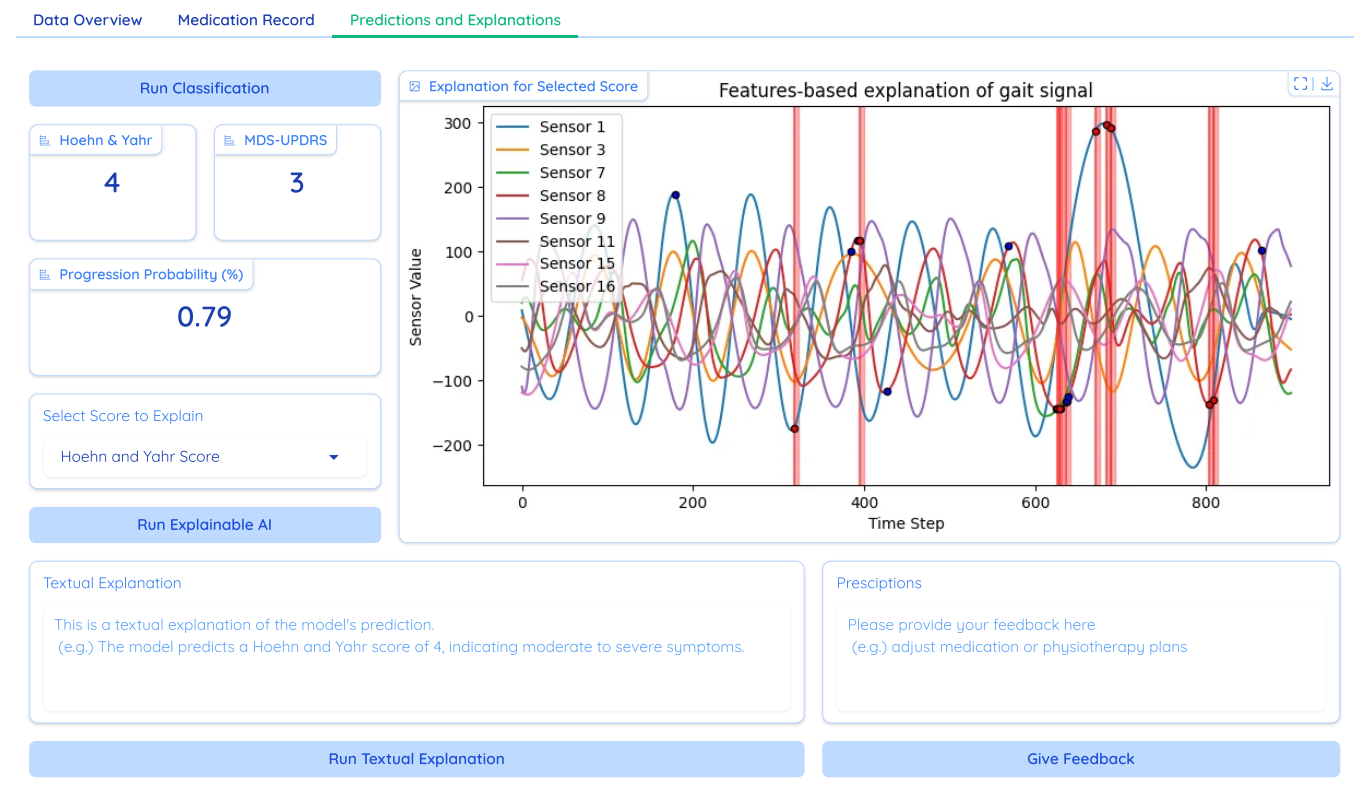 Data Overview
Medication Record
Predictions and Explanations
Run Classification
Hoehn & Yahr
4
MDS-UPDRS
3
Progression Probability (%)
0.79
Select Score to Explain
Hoehn and Yahr Score
Run Explainable AI
Explanation for Selected Score
Features-based explanation of gait signal
Sensor 1
Sensor 3
Sensor 7
Sensor 8
Sensor 9
Sensor 11
Sensor 15
Sensor 16
Sensor Value
300
200
100
0
−100
−200
0
200
400
600
800
Time Step
Textual Explanation
This is a textual explanation of the model's prediction.
(e.g.) The model predicts a Hoehn and Yahr score of 4, indicating moderate to severe symptoms.
Run Textual Explanation
Presciptions
Please provide your feedback here
(e.g.) adjust medication or physiotherapy plans
Give Feedback